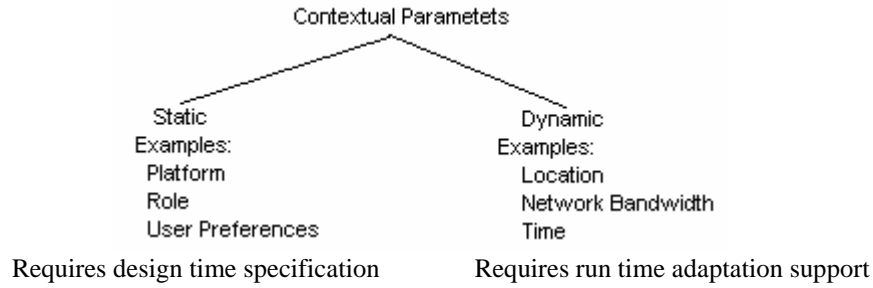 Contextual Parametets
Static
Examples:
Platform
Role
User Preferences
Requires design time specification
Dynamic
Examples:
Location
Network Bandwidth
Time
Requires run time adaptation support